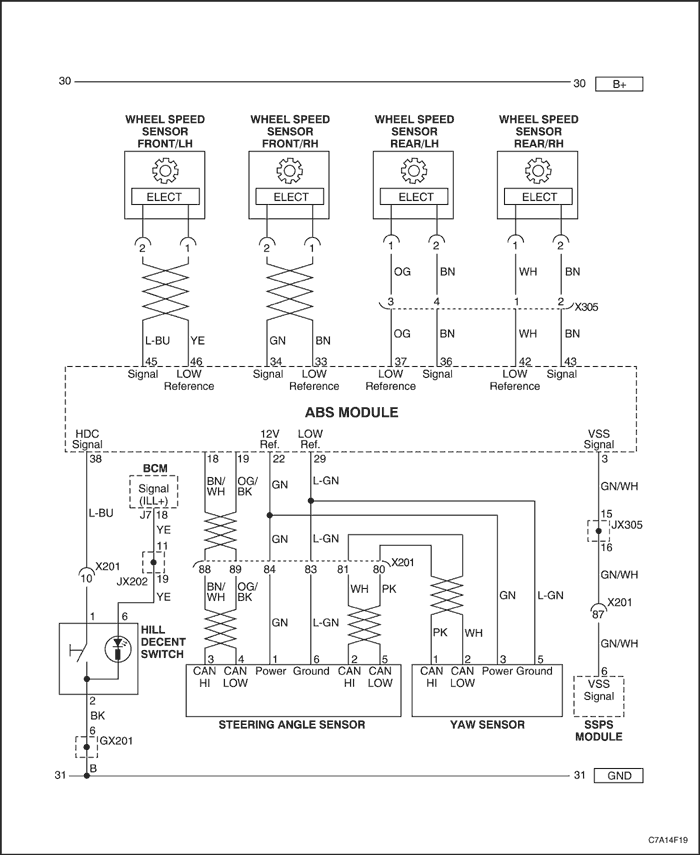 30
30 B+
WHEEL SPEED SENSOR FRONT/LH
WHEEL SPEED SENSOR FRONT/RH
WHEEL SPEED SENSOR REAR/LH
WHEEL SPEED SENSOR REAR/RH
ELECT ELECT ELECT ELECT
2 1 2 1 1 2 1 2
OG BN WH BN
3 4 1 2 X305
L-BU YE GN BN OG BN WH BN
45 46 34 33 37 36 42 43
Signal LOW Reference Signal LOW Reference LOW Reference Signal LOW Reference Signal
ABS MODULE
HDC Signal
12V Ref.
LOW Ref.
VSS Signal
38 18 19 22 29 3
BCM
Signal (ILL+)
J7 18
BN/WH OG/BK GN L-GN GN/WH
L-BU
YE
15
JX305
16
11
JX202
19
YE
GN L-GN
X201
10
88 89 84 83 81 80 X201
GN/WH
X201
87
BN/WH OG/BK GN L-GN WH PK
PK WH GN L-GN
GN/WH
1 6
HILL DECENT SWITCH
2
BK
6
GX201
B
3 4 1 6 2 5
CAN HI CAN LOW Power Ground CAN HI CAN LOW
STEERING ANGLE SENSOR
1 2 3 5
CAN HI CAN LOW Power Ground
YAW SENSOR
6
VSS Signal
SSPS MODULE
31
31 GND
C7A14F19